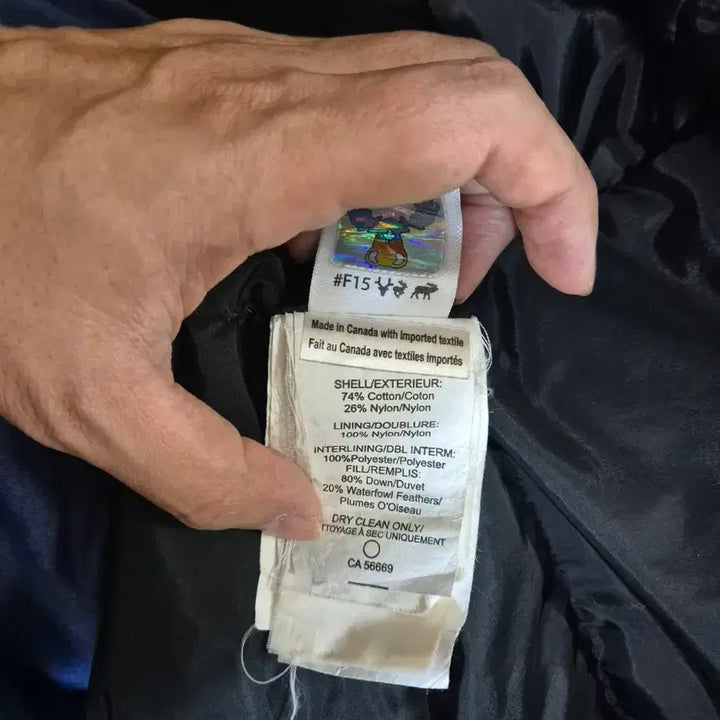 #F15
Made in Canada with imported textile
Fait au Canada avec textiles importés
SHELL/EXTERIEUR:
74% Cotton/Coton
26% Nylon/Nylon
LINING/DOUBLURE:
100% Nylon/Nylon
INTERLINING/DBL INTERM:
100%Polyester/Polyester
FILL/REMPLIS:
80% Down/Duvet
20% Waterfowl Feathers/
Plumes D'Oiseau
DRY CLEAN ONLY/
TTOYAGE À SEC UNIQUEMENT
CA 56669